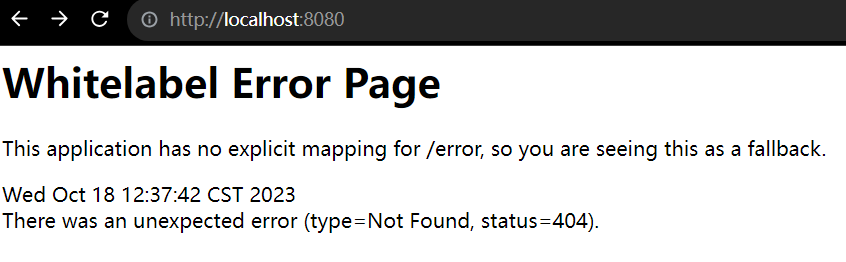 http://localhost:8080
Whitelabel Error Page
This application has no explicit mapping for /error, so you are seeing this as a fallback.
Wed Oct 18 12:37:42 CST 2023
There was an unexpected error (type=Not Found, status=404).